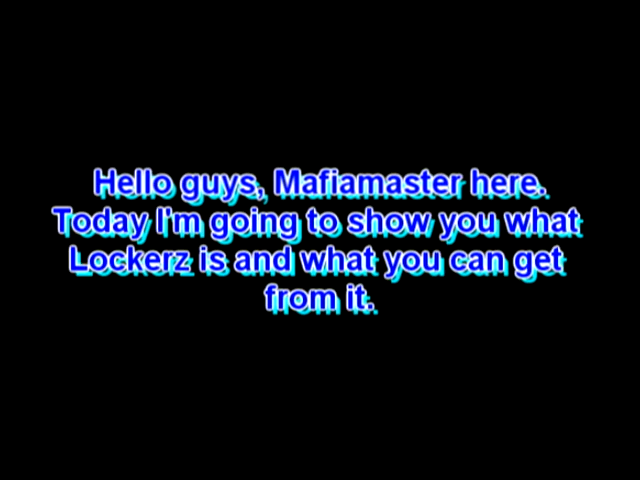 Hello guys, Mafiamaster here.
Today I'm going to show you what
Lockerz is and what you can get
from it.